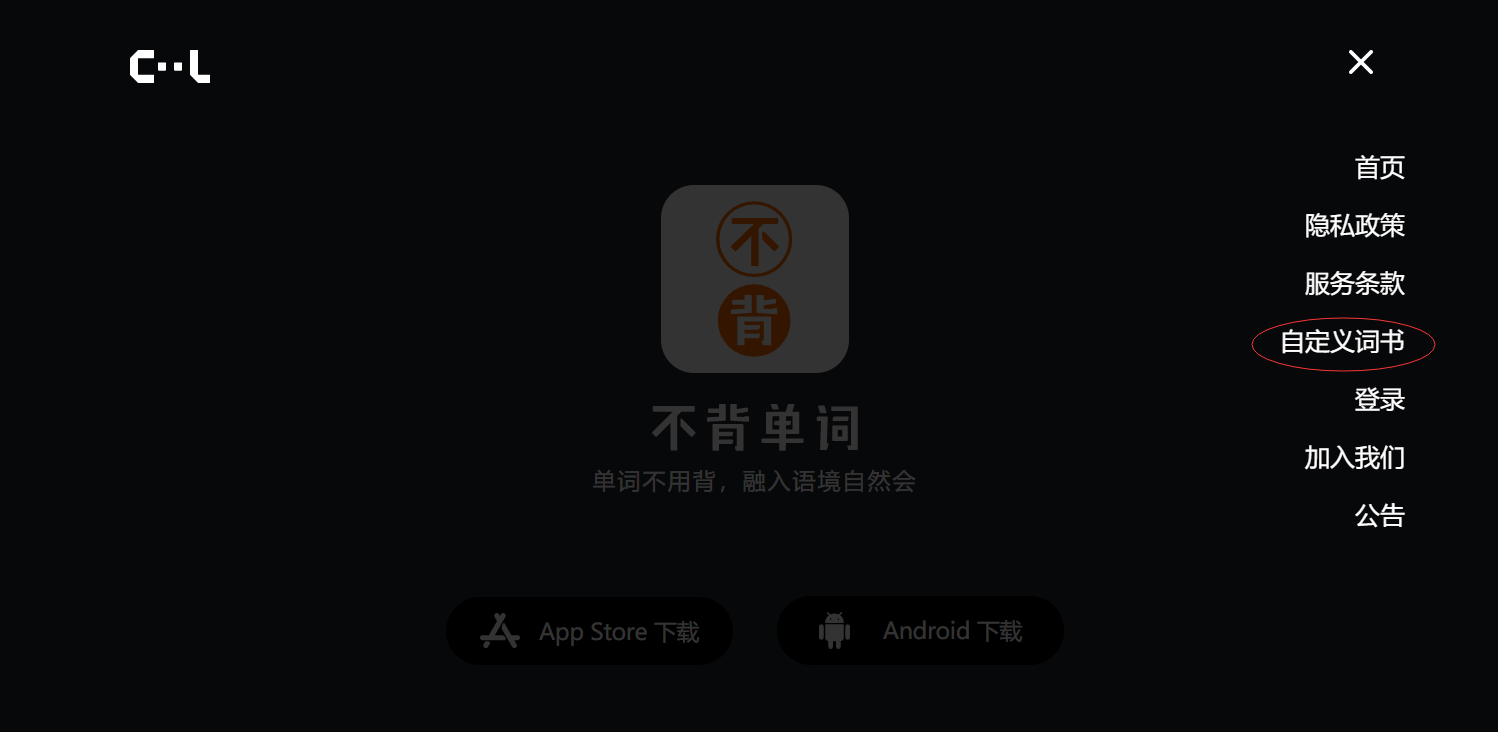 C··L
首页
隐私政策
服务条款
自定义词书
登录
加入我们
公告
不
背
不背单词
单词不用背，融入语境自然会
App Store 下载
Android 下载